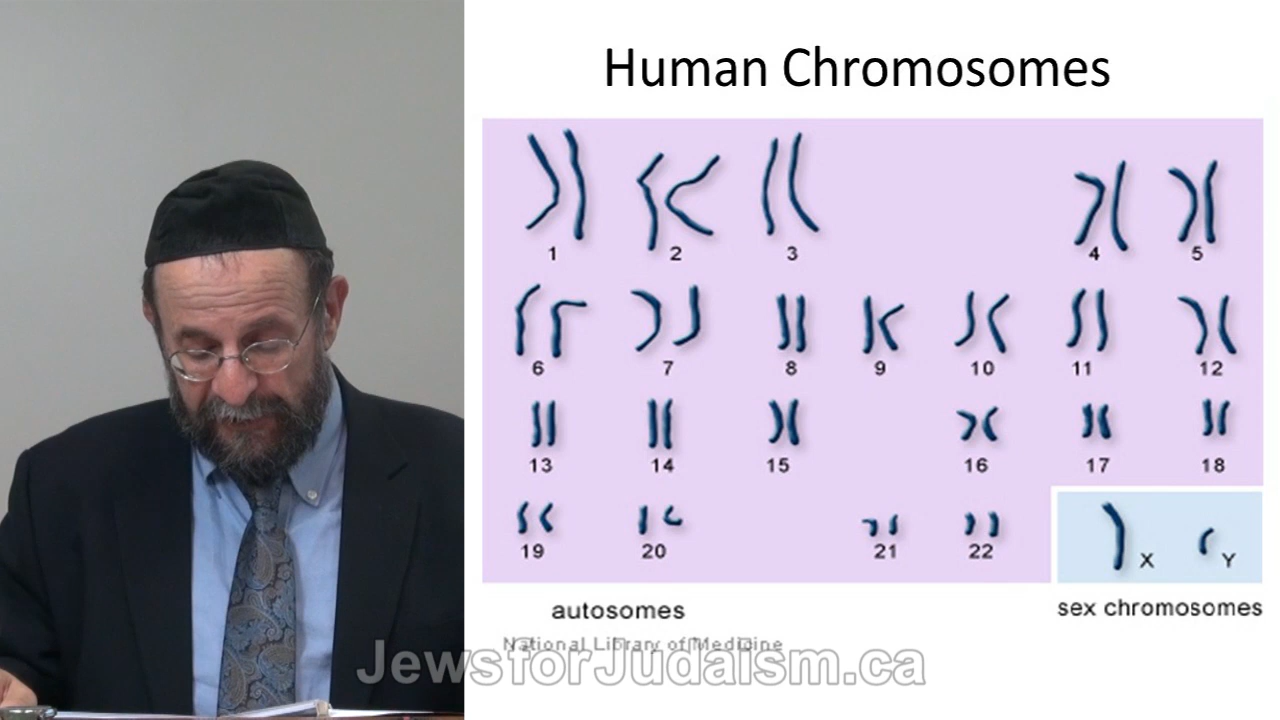 Human Chromosomes
1 2 3 4 5
6 7 8 9 10 11 12
13 14 15 16 17 18
19 20 21 22 X Y
autosomes sex chromosomes
National Library of Medicine
JewsforJudaism.ca